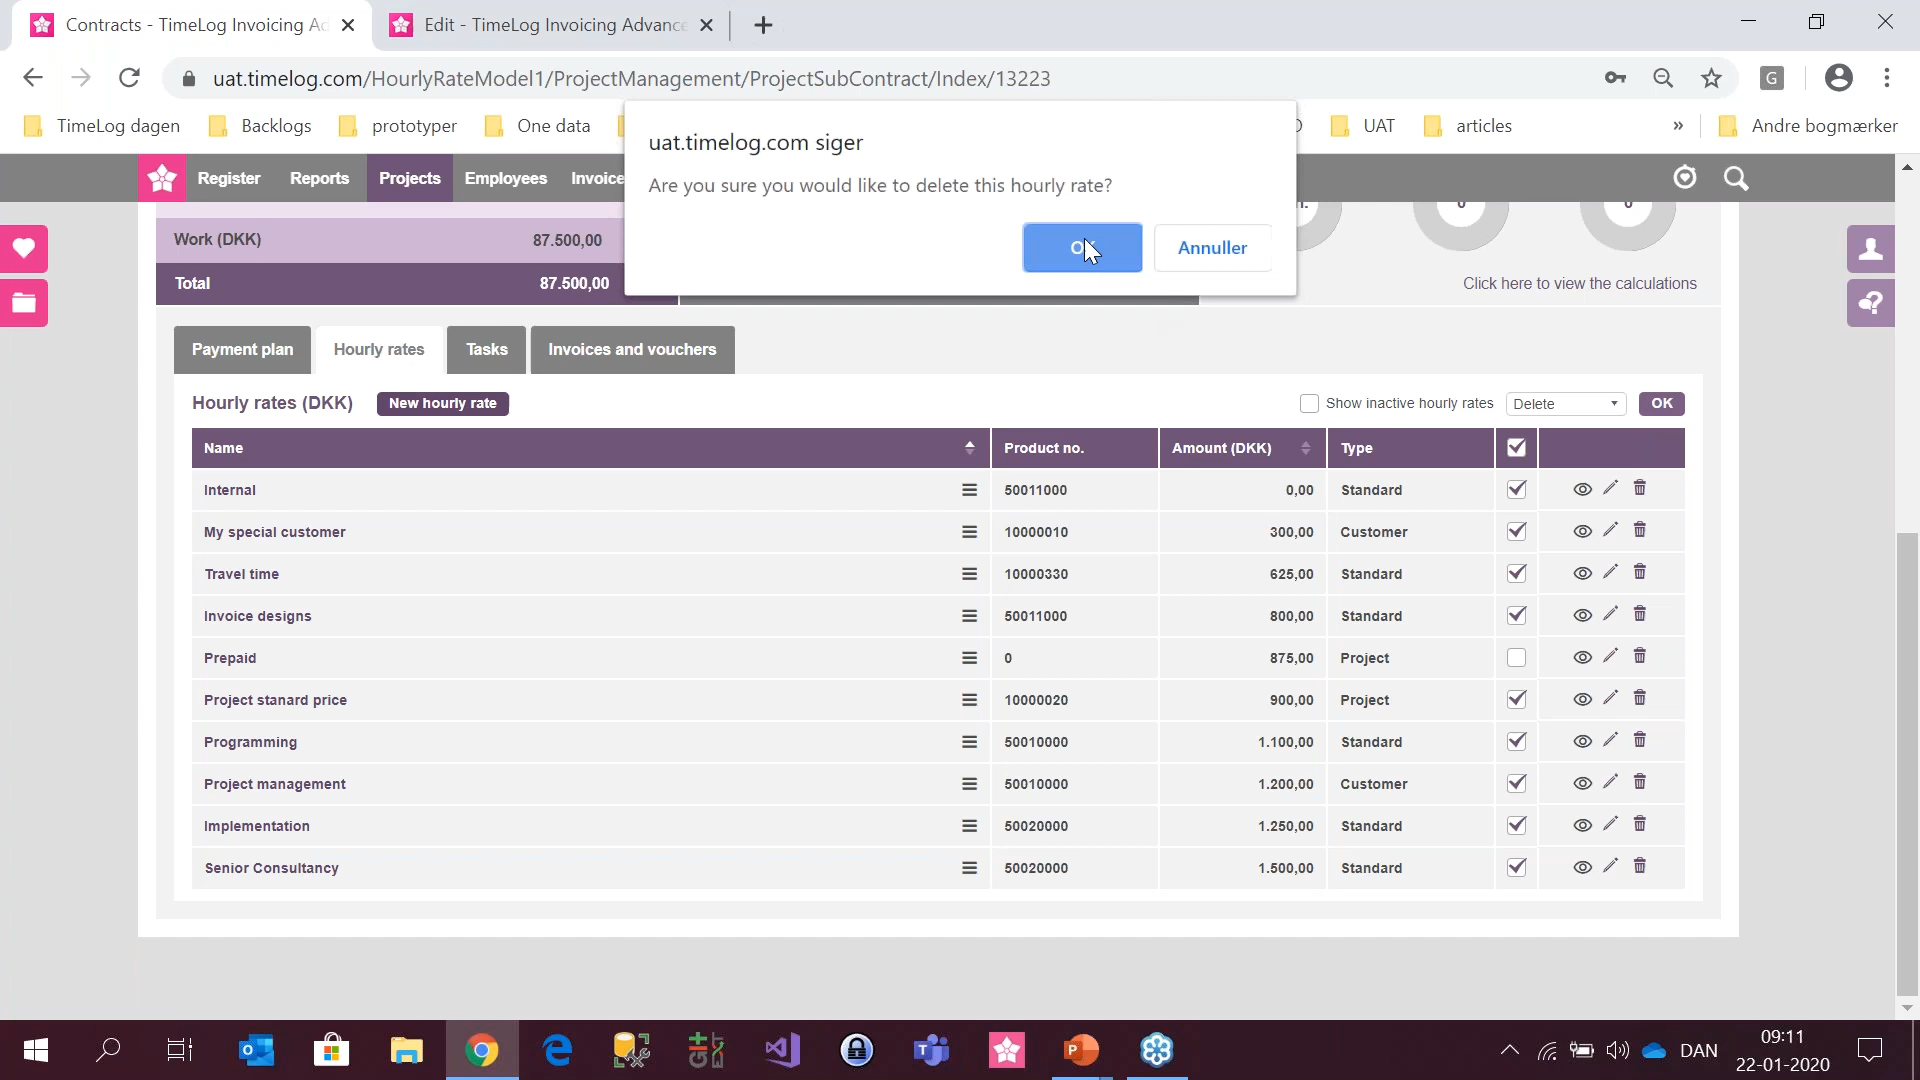 Contracts - TimeLog Invoicing Ad
Edit - TimeLog Invoicing Advance
uat.timelog.com/HourlyRateModel1/ProjectManagement/ProjectSubContract/Index/13223
G
TimeLog dagen
Backlogs
prototyper
One data
UAT
articles
»
Andre bogmærker
uat.timelog.com siger
Are you sure you would like to delete this hourly rate?
Annuller
Register
Reports
Projects
Employees
Invoice
Work (DKK) 87.500,00
Total 87.500,00
Click here to view the calculations
Payment plan
Hourly rates
Tasks
Invoices and vouchers
Hourly rates (DKK)
New hourly rate
Show inactive hourly rates
Delete
OK
Name Product no. Amount (DKK) Type
Internal 50011000 0,00 Standard
My special customer 10000010 300,00 Customer
Travel time 10000330 625,00 Standard
Invoice designs 50011000 800,00 Standard
Prepaid 0 875,00 Project
Project stanard price 10000020 900,00 Project
Programming 50010000 1.100,00 Standard
Project management 50010000 1.200,00 Customer
Implementation 50020000 1.250,00 Standard
Senior Consultancy 50020000 1.500,00 Standard
DAN
09:11
22-01-2020